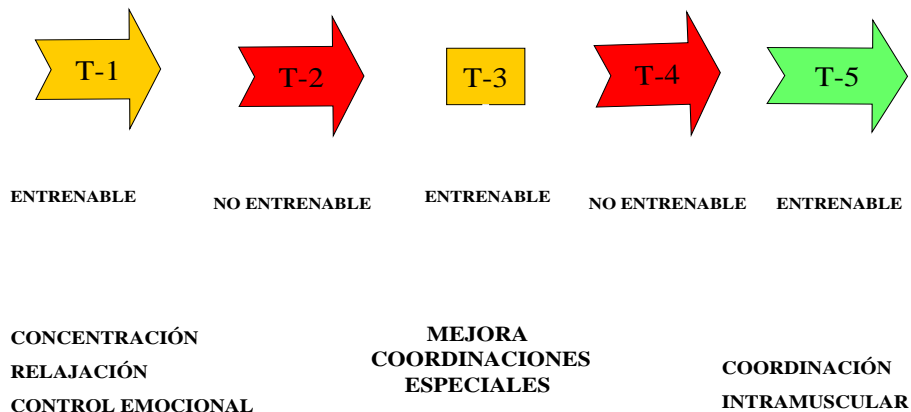 T-1
T-2
T-3
T-4
T-5
ENTRENABLE
NO ENTRENABLE
ENTRENABLE
NO ENTRENABLE
ENTRENABLE
CONCENTRACIÓN
RELAJACIÓN
CONTROL EMOCIONAL
MEJORA
COORDINACIONES
ESPECIALES
COORDINACIÓN
INTRAMUSCULAR